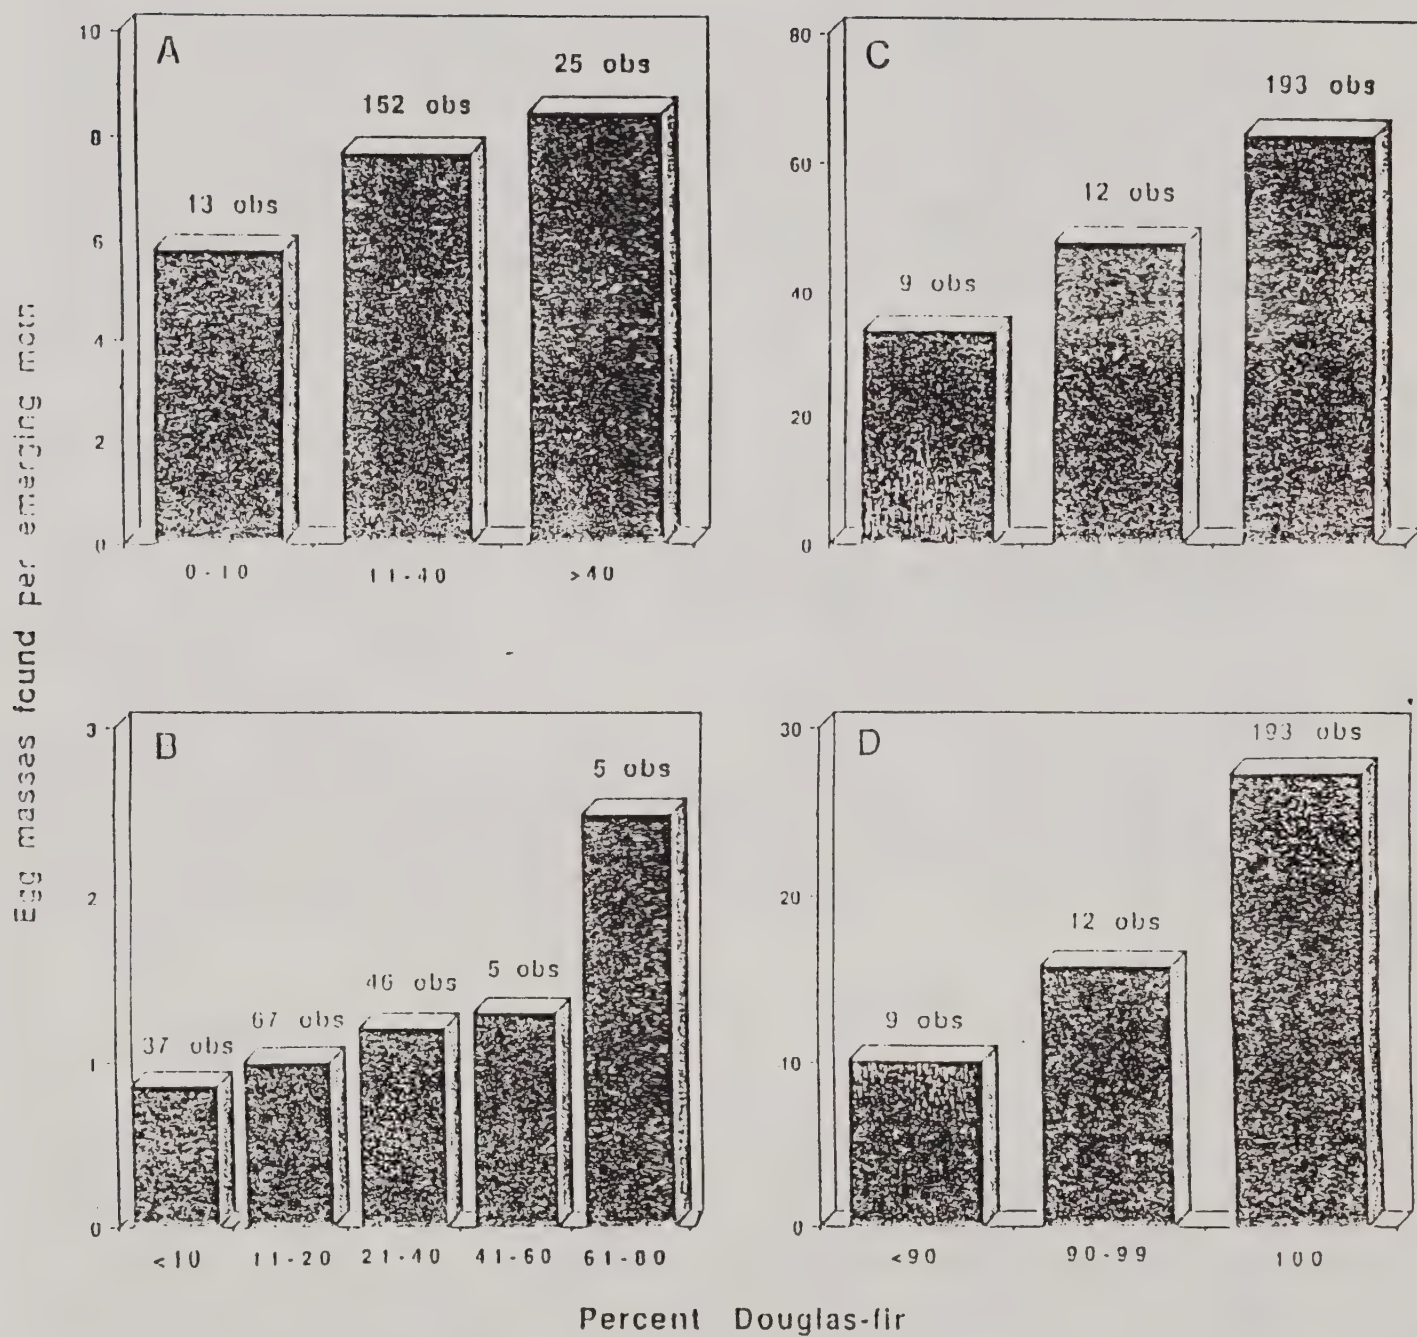 Egg masses found per emerging moth
A
10
8
6
4
2
0
13 obs
152 obs
25 obs
0-10
11-40
>40
C
80
60
40
20
0
9 obs
12 obs
193 obs
B
3
2
1
0
37 obs
67 obs
46 obs
5 obs
5 obs
<10
11-20
21-40
41-60
61-80
D
30
20
10
0
9 obs
12 obs
193 obs
<90
90-99
100
Percent Douglas-fir